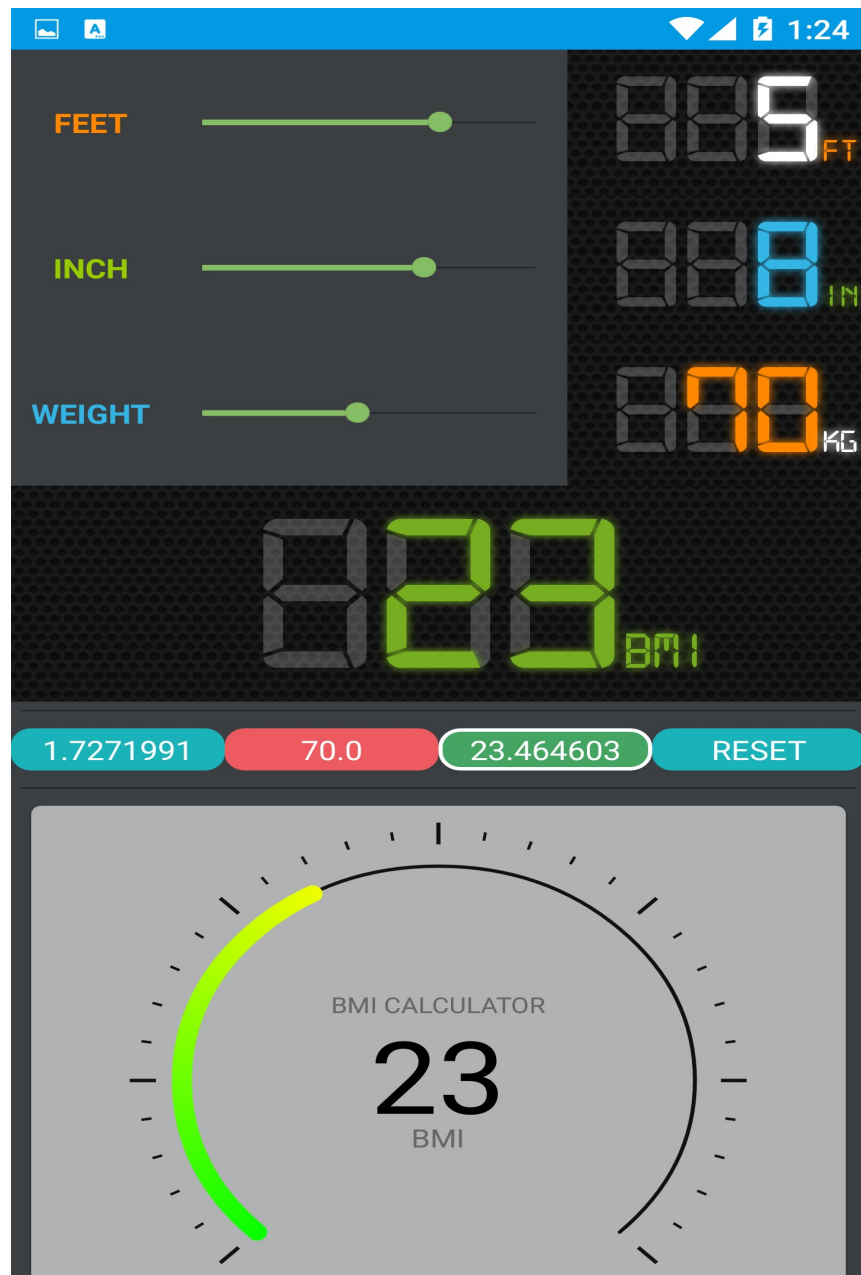 1:24
FEET
5 FT
INCH
8 IN
WEIGHT
70 KG
23 BMI
1.7271991 70.0 23.464603 RESET
BMI CALCULATOR
23
BMI